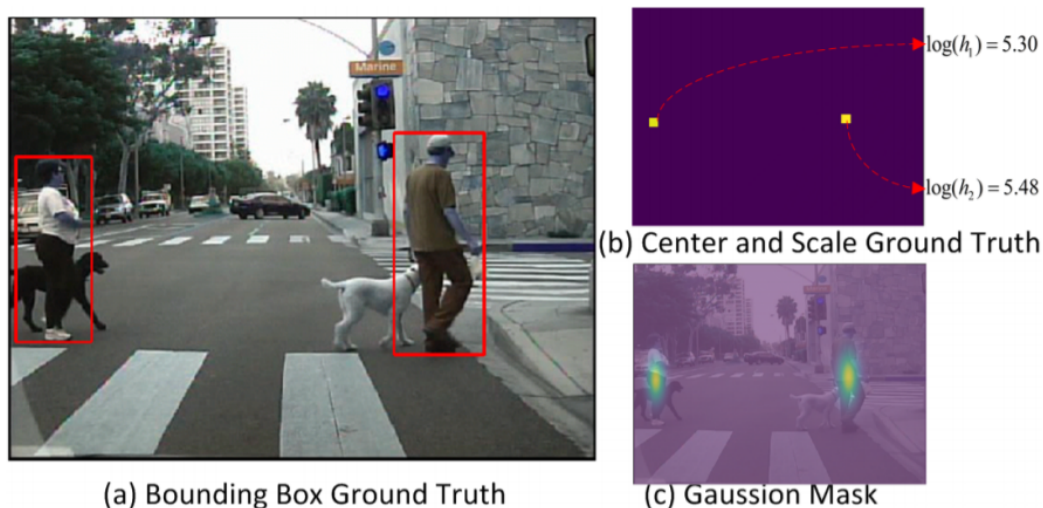 Marine
(a) Bounding Box Ground Truth
log(h₁) = 5.30
log(h₂) = 5.48
(b) Center and Scale Ground Truth
(c) Gaussion Mask